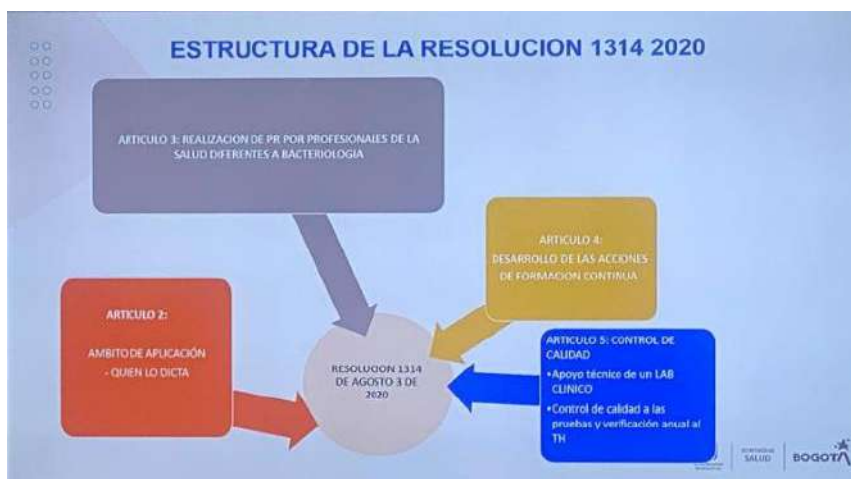 ESTRUCTURA DE LA RESOLUCION 1314 2020
ARTICULO 3: REALIZACION DE PR POR PROFESIONALES DE LA
SALUD DIFERENTES A BACTERIOLOGIA
ARTICULO 4:
DESARROLLO DE LAS ACCIONES
DE FORMACION CONTINUA
ARTICULO 2:
AMBITO DE APLICACIÓN
- QUIEN LO DICTA
RESOLUCION 1314
DE AGOSTO 3 DE
2020
ARTICULO 5: CONTROL DE
CALIDAD
•Apoyo técnico de un LAB
CLINICO
•Control de calidad a las
pruebas y verificación anual al
TH
SALUD
BOGOTÁ